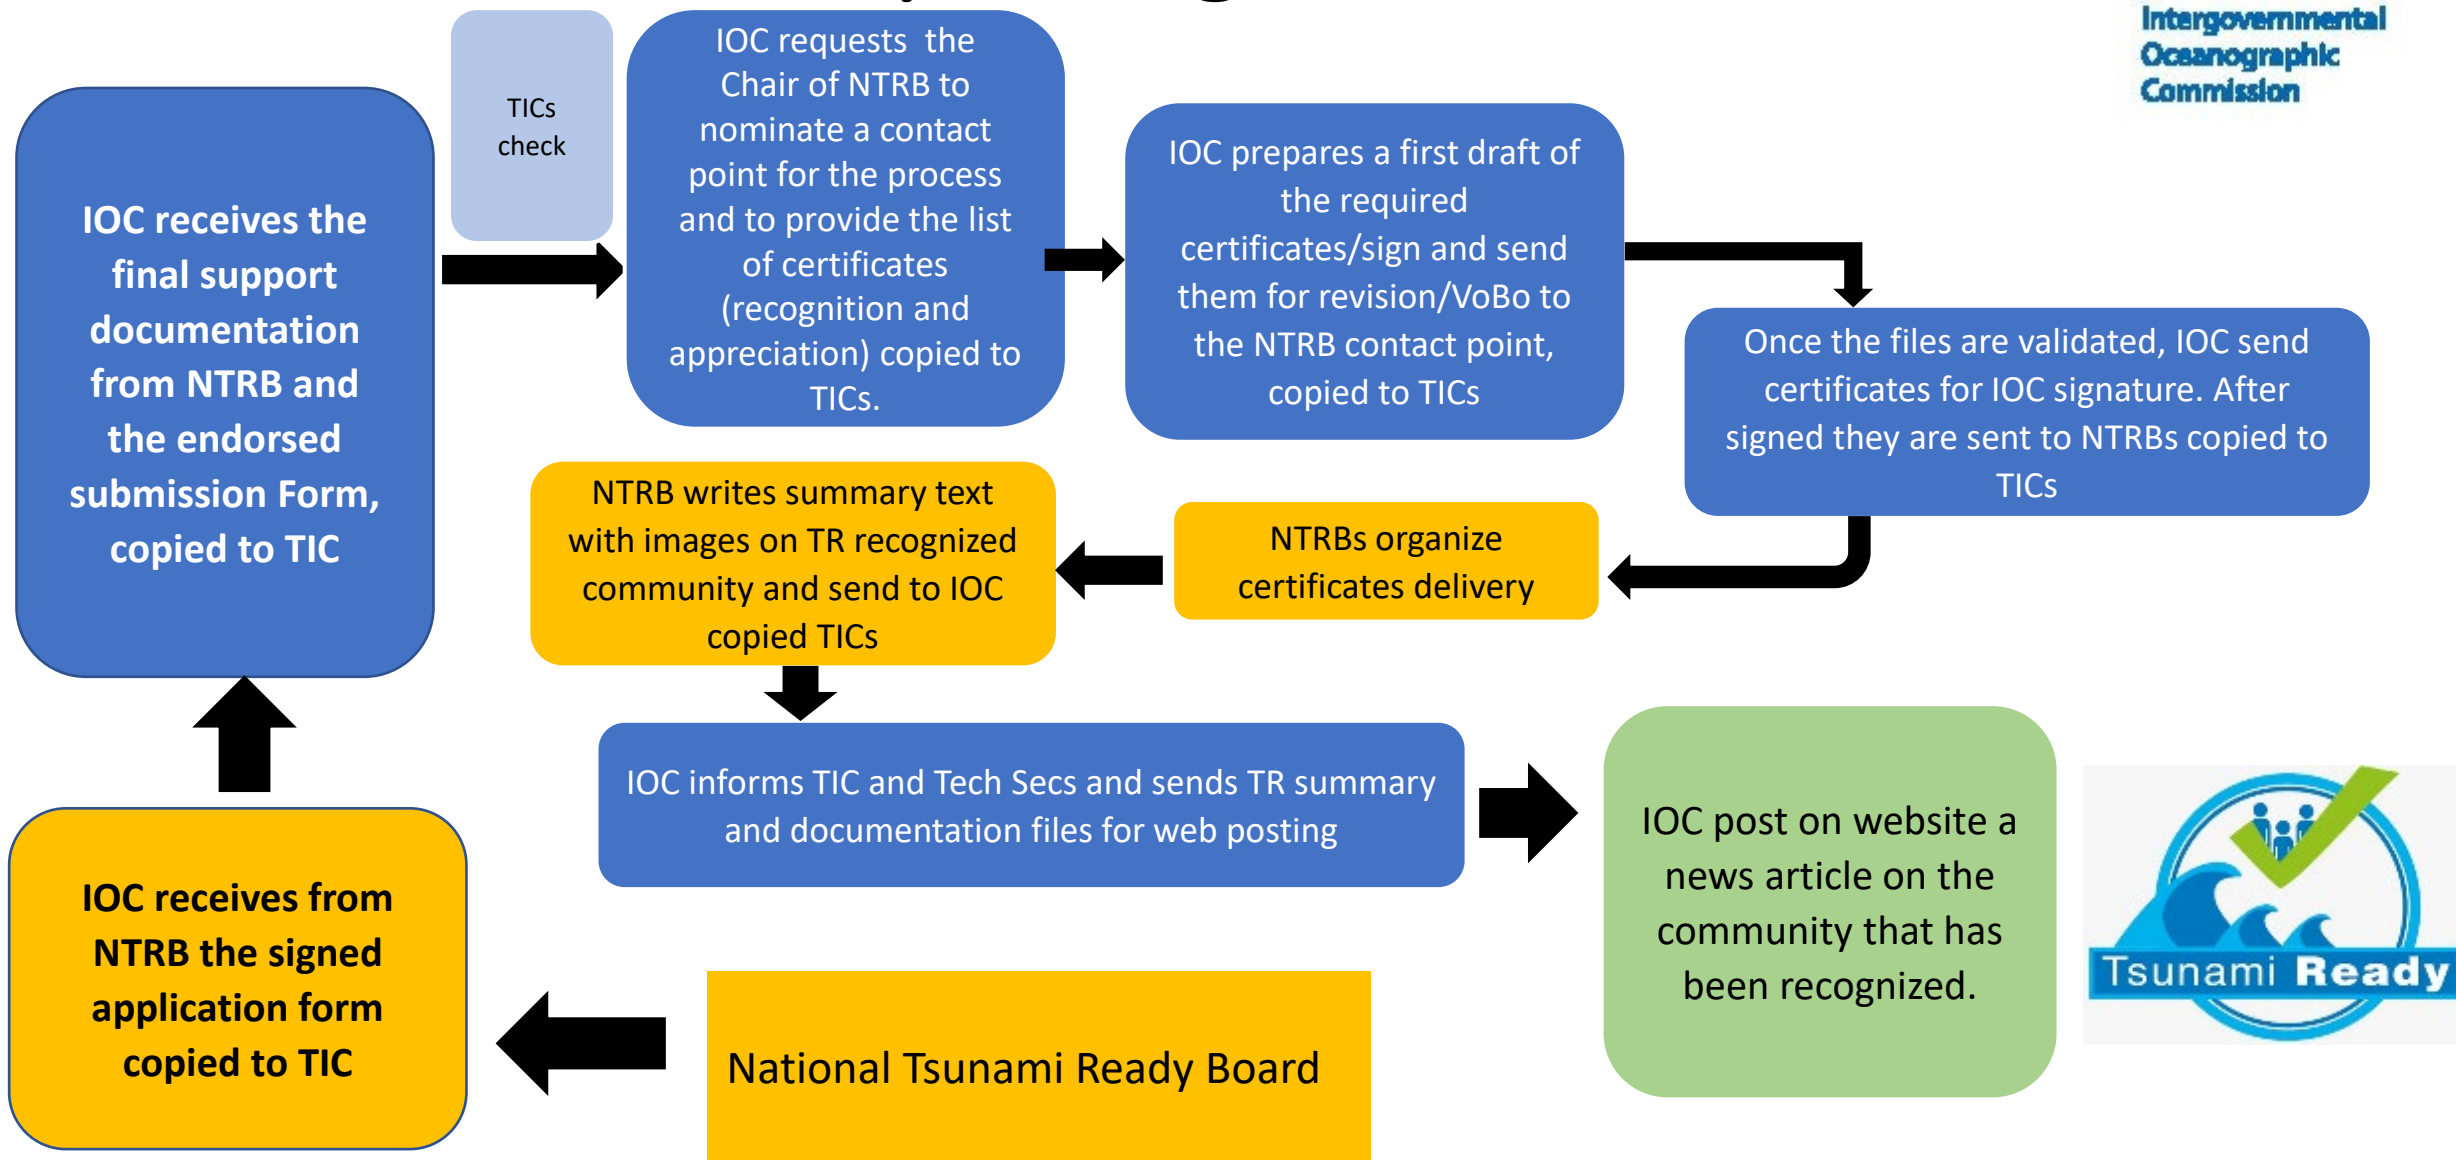 Intergovernmental
Oceanographic
Commission
IOC receives from
NTRB the signed
application form
copied to TIC
National Tsunami Ready Board
IOC receives the
final support
documentation
from NTRB and
the endorsed
submission Form,
copied to TIC
TICs
check
IOC requests the
Chair of NTRB to
nominate a contact
point for the process
and to provide the list
of certificates
(recognition and
appreciation) copied to
TICs.
IOC prepares a first draft of
the required
certificates/sign and send
them for revision/VoBo to
the NTRB contact point,
copied to TICs
Once the files are validated, IOC send
certificates for IOC signature. After
signed they are sent to NTRBs copied to
TICs
NTRBs organize
certificates delivery
NTRB writes summary text
with images on TR recognized
community and send to IOC
copied TICs
IOC informs TIC and Tech Secs and sends TR summary
and documentation files for web posting
IOC post on website a
news article on the
community that has
been recognized.
Tsunami Ready